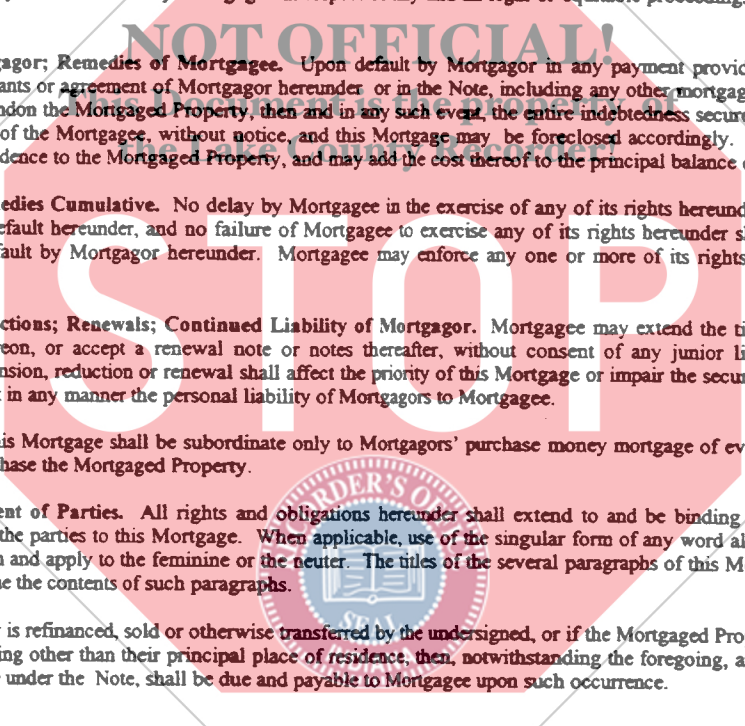 NOT OFFICIAL!
This Document is the property of
the Lake County Recorder!
STOP
gagor; Remedies of Mortgagee. Upon default by Mortgagor in any payment provid
ants or agreement of Mortgagor hereunder or in the Note, including any other mortgag
ndon the Mortgaged Property, then and in any such event, the entire indebtedness secure
of the Mortgagee, without notice, and this Mortgage may be foreclosed accordingly.
dence to the Mortgaged Property, and may add the cost thereof to the principal balance
edies Cumulative. No delay by Mortgagee in the exercise of any of its rights hereund
efault hereunder, and no failure of Mortgagee to exercise any of its rights hereunder s
fault by Mortgagor hereunder. Mortgagee may enforce any one or more of its rights
ctions; Renewals; Continued Liability of Mortgagor. Mortgagee may extend the ti
eon, or accept a renewal note or notes thereafter, without consent of any junior li
nsion, reduction or renewal shall affect the priority of this Mortgage or impair the secur
t in any manner the personal liability of Mortgagors to Mortgagee.
is Mortgage shall be subordinate only to Mortgagors' purchase money mortgage of ev
hase the Mortgaged Property.
ent of Parties. All rights and obligations hereunder shall extend to and be binding
the parties to this Mortgage. When applicable, use of the singular form of any word al
n and apply to the feminine or the neuter. The titles of the several paragraphs of this M
ne the contents of such paragraphs.
is refinanced, sold or otherwise transferred by the undersigned, or if the Mortgaged Pro
ing other than their principal place of residence, then, notwithstanding the foregoing, a
under the Note, shall be due and payable to Mortgagee upon such occurrence.
RECORDER'S OF
SEAL